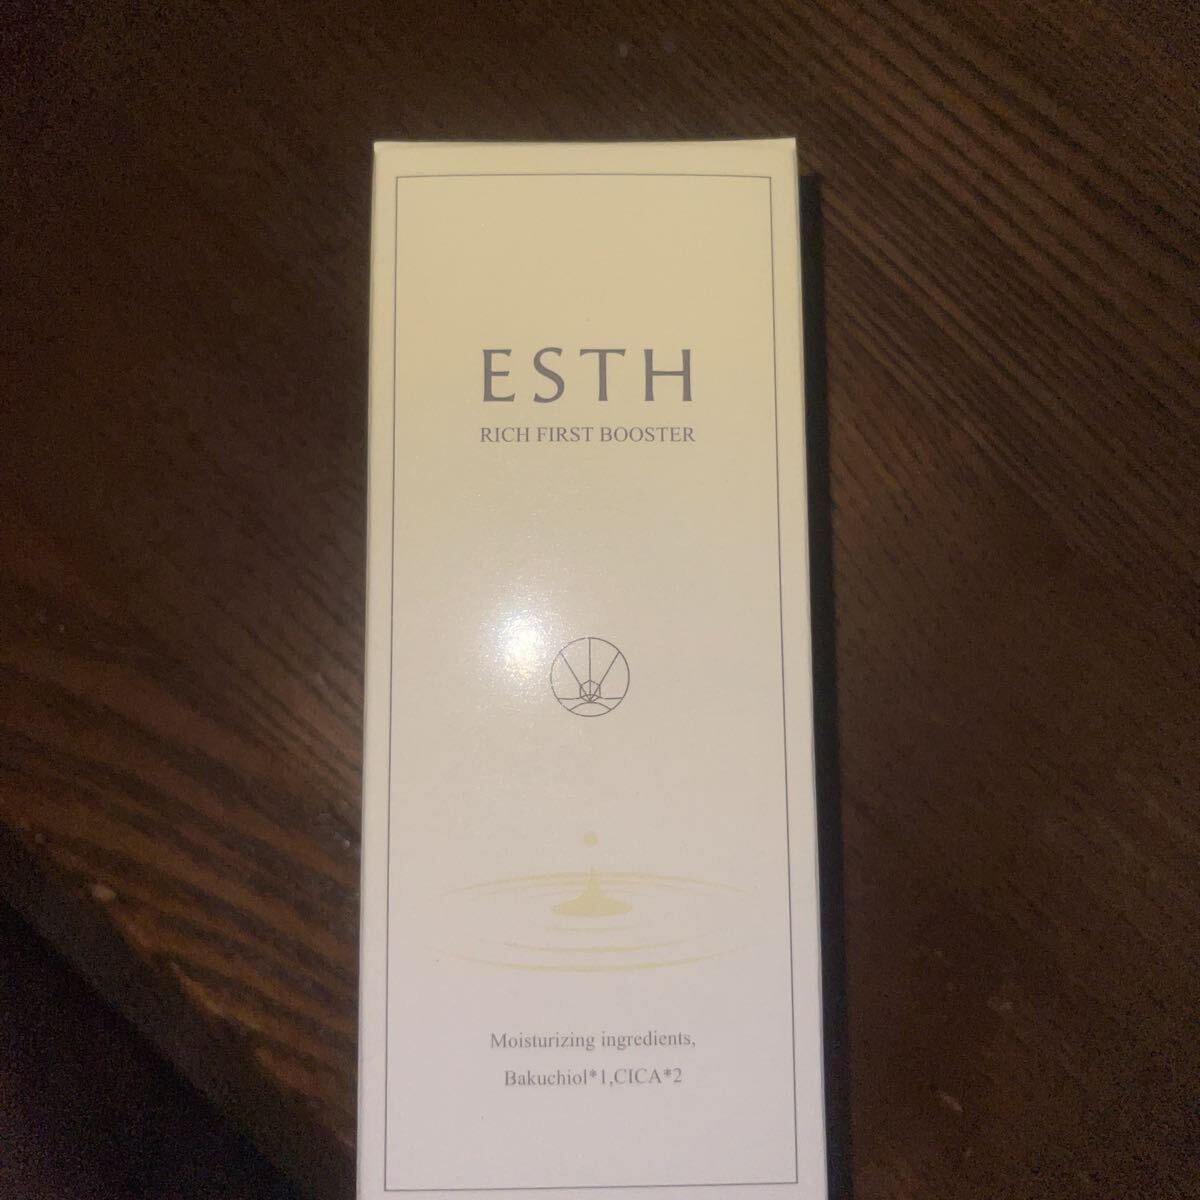 ESTH
RICH FIRST BOOSTER
Moisturizing ingredients,
Bakuchiol*1,CICA*2